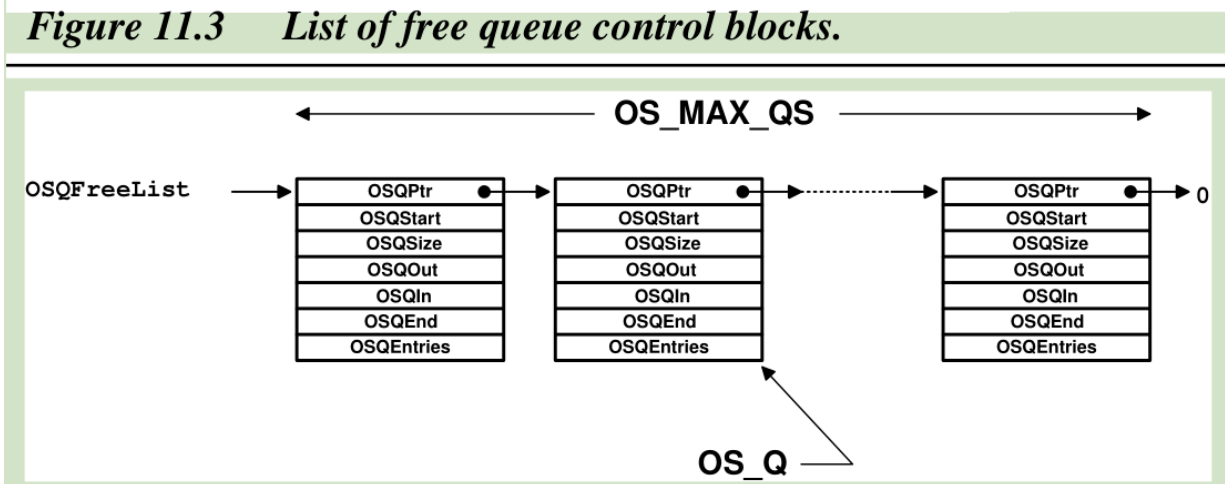 Figure 11.3 List of free queue control blocks.
OS_MAX_QS
OSQFreeList
OSQPtr OSQPtr OSQPtr 0
OSQStart OSQStart OSQStart
OSQSize OSQSize OSQSize
OSQOut OSQOut OSQOut
OSQIn OSQIn OSQIn
OSQEnd OSQEnd OSQEnd
OSQEntries OSQEntries OSQEntries
OS_Q